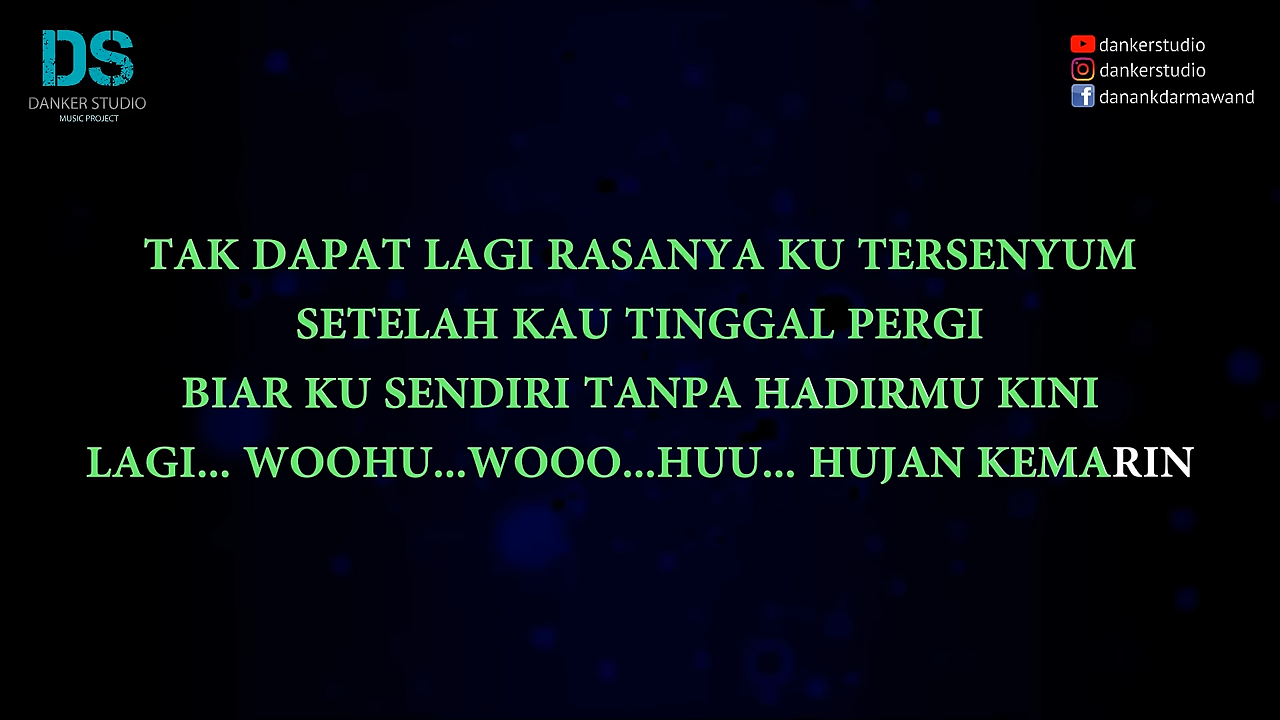 DS
DANKER STUDIO
MUSIC PROJECT
dankerstudio
dankerstudio
danankdarmawand
TAK DAPAT LAGI RASANYA KU TERSENYUM
SETELAH KAU TINGGAL PERGI
BIAR KU SENDIRI TANPA HADIRMU KINI
LAGI... WOOHU...WOOO...HUU... HUJAN KEMARIN